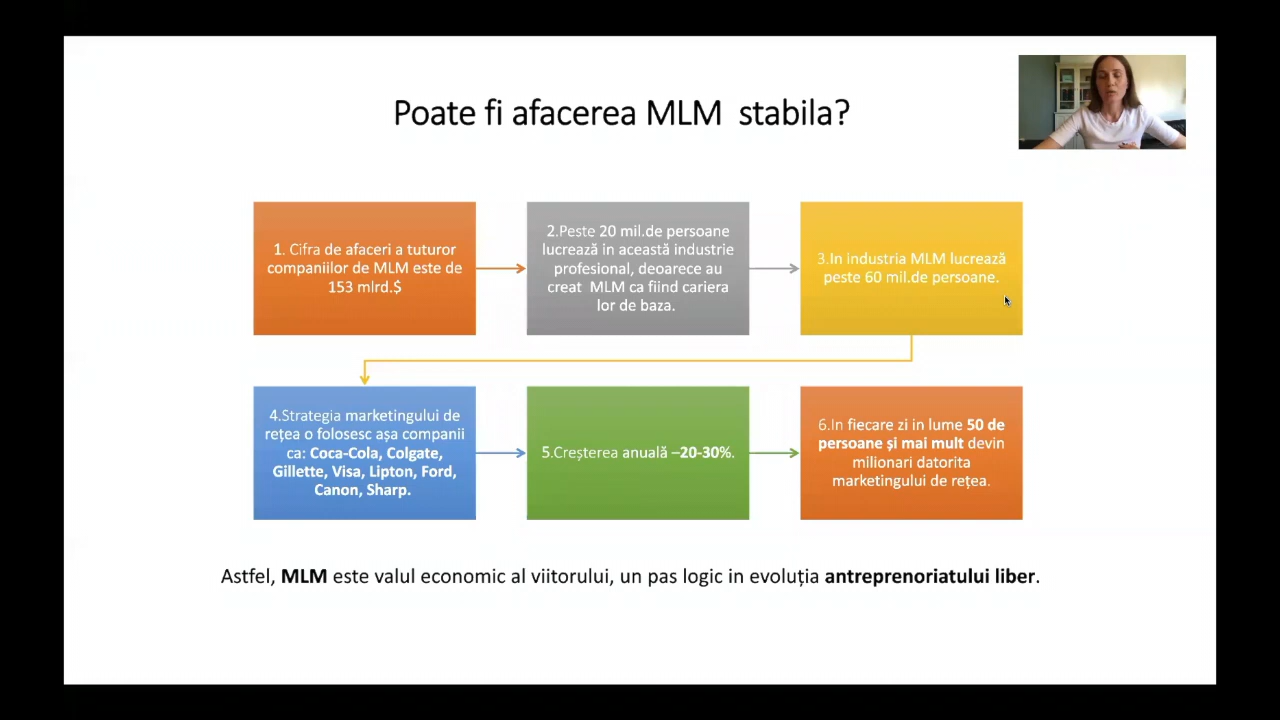 Poate fi afacerea MLM stabila?
1. Cifra de afaceri a tuturor
companiilor de MLM este de
153 mlrd.$
2.Peste 20 mil.de persoane
lucrează in această industrie
profesional, deoarece au
creat MLM ca fiind cariera
lor de baza.
3.In industria MLM lucrează
peste 60 mil.de persoane.
4.Strategia marketingului de
rețea o folosesc așa companii
ca: Coca-Cola, Colgate,
Gillette, Visa, Lipton, Ford,
Canon, Sharp.
5.Creșterea anuală –20-30%.
6.In fiecare zi in lume 50 de
persoane și mai mult devin
milionari datorita
marketingului de rețea.
Astfel, MLM este valul economic al viitorului, un pas logic in evoluția antreprenoriatului liber.